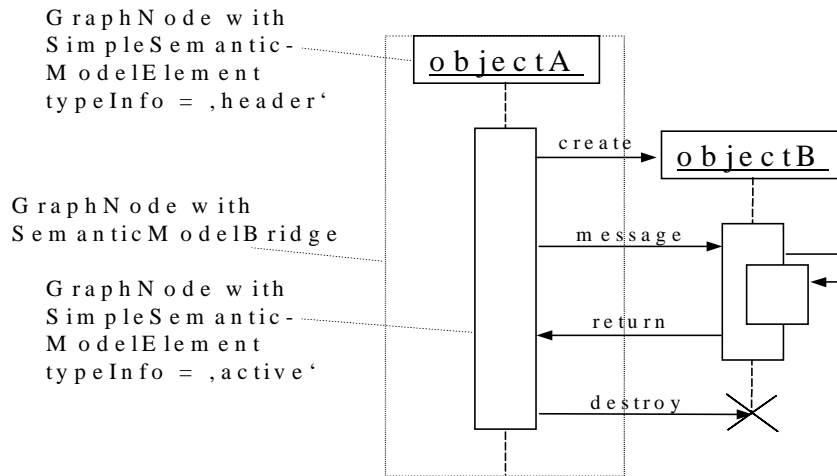 GraphNode with
SimpleSemantic-
ModelElement
typeInfo = ‚header‘
objectA
create
objectB
GraphNode with
SemanticModelBridge
message
GraphNode with
SimpleSemantic-
ModelElement
typeInfo = ‚active‘
return
destroy